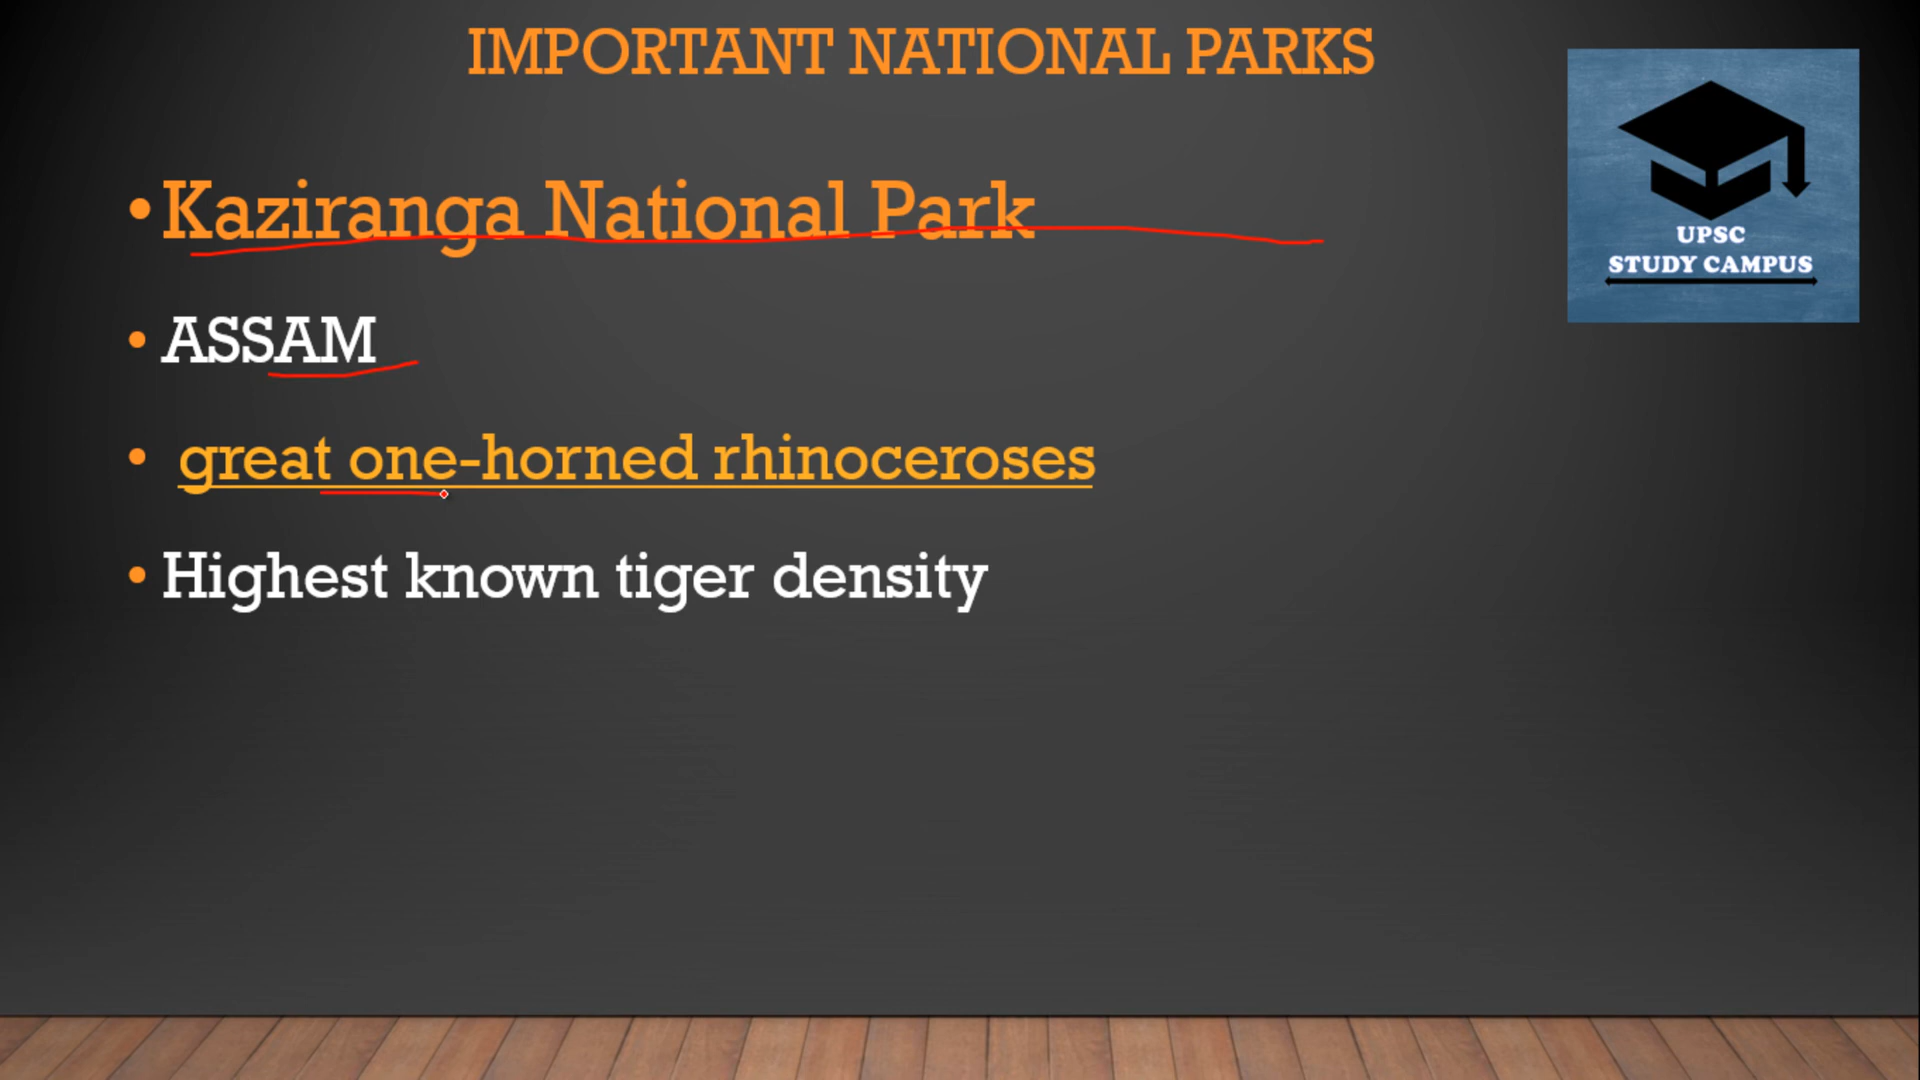 IMPORTANT NATIONAL PARKS
•Kaziranga National Park
• ASSAM
• great one-horned rhinoceroses
• Highest known tiger density
UPSC
STUDY CAMPUS